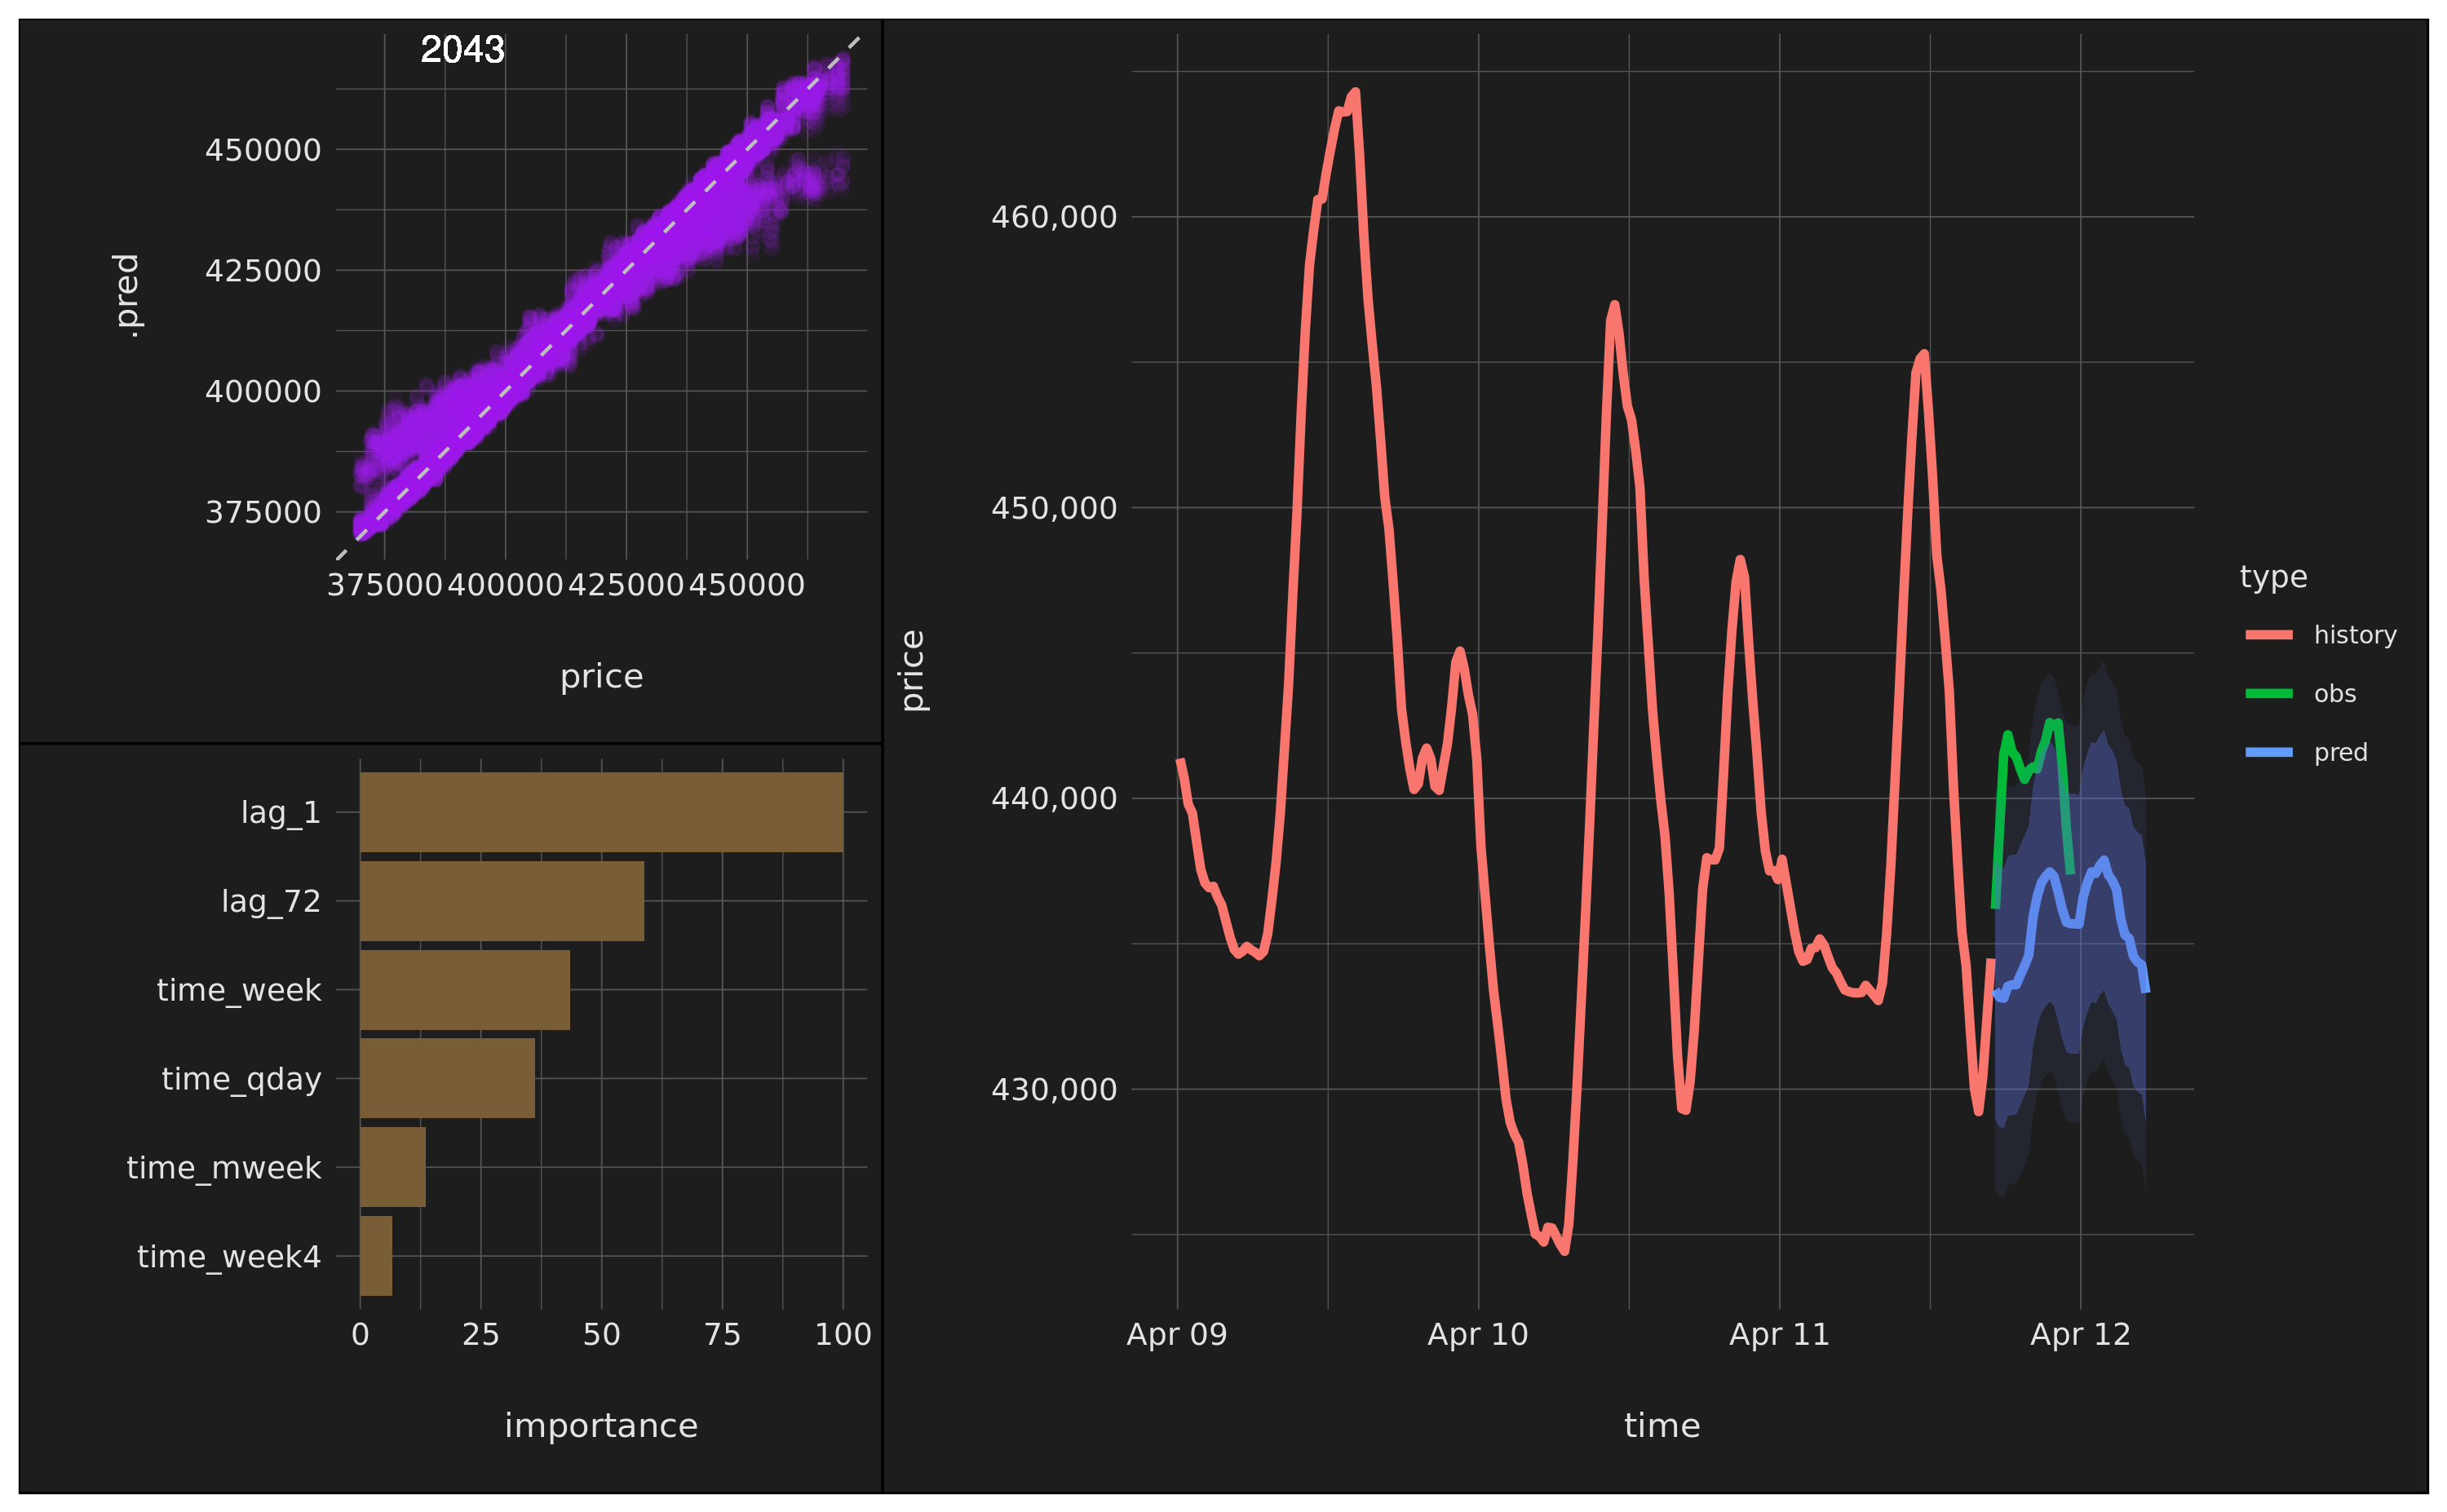 2043
.pred
450000
425000
400000
375000
375000 400000 425000 450000
price
lag_1
lag_72
time_week
time_qday
time_mweek
time_week4
0 25 50 75 100
importance
price
460,000
450,000
440,000
430,000
Apr 09 Apr 10 Apr 11 Apr 12
time
type
history
obs
pred